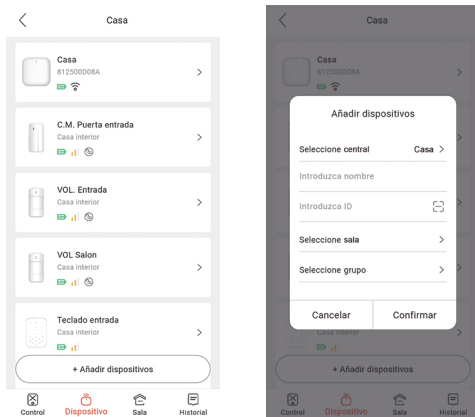 Casa
Casa
812500008A
C.M. Puerta entrada
Casa interior
VOL. Entrada
Casa interior
VOL Salon
Casa interior
Teclado entrada
Casa interior
+ Añadir dispositivos
Control Dispositivo Sala Historial
Casa
Casa
812500008A
Añadir dispositivos
Seleccione central Casa
Introduzca nombre
Introduzca ID
Seleccione sala
Seleccione grupo
Cancelar Confirmar
Casa interior
+ Añadir dispositivos
Control Dispositivo Sala Historial